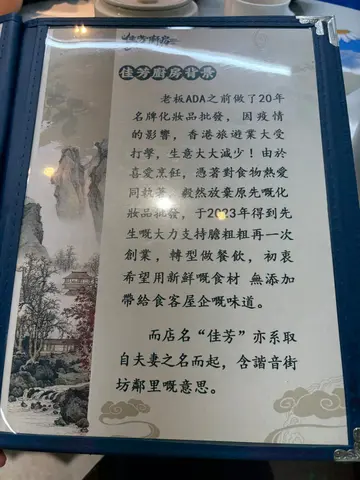 佳芳廚房
佳芳廚房背景
老板ADA之前做了20年
名牌化妝品批發，因疫情
的影響，香港旅遊業大受
打擊，生意大大減少！由於
喜愛烹飪，憑著對食物熱愛
同執著，毅然放棄原先嘅化
妝品批發，于2023年得到先
生嘅大力支持膽粗粗再一次
創業，轉型做餐飲，初衷
希望用新鮮嘅食材 無添加
帶給食客屋企嘅味道。
而店名“佳芳”亦系取
自夫妻之名而起，含諧音街
坊鄰里嘅意思。